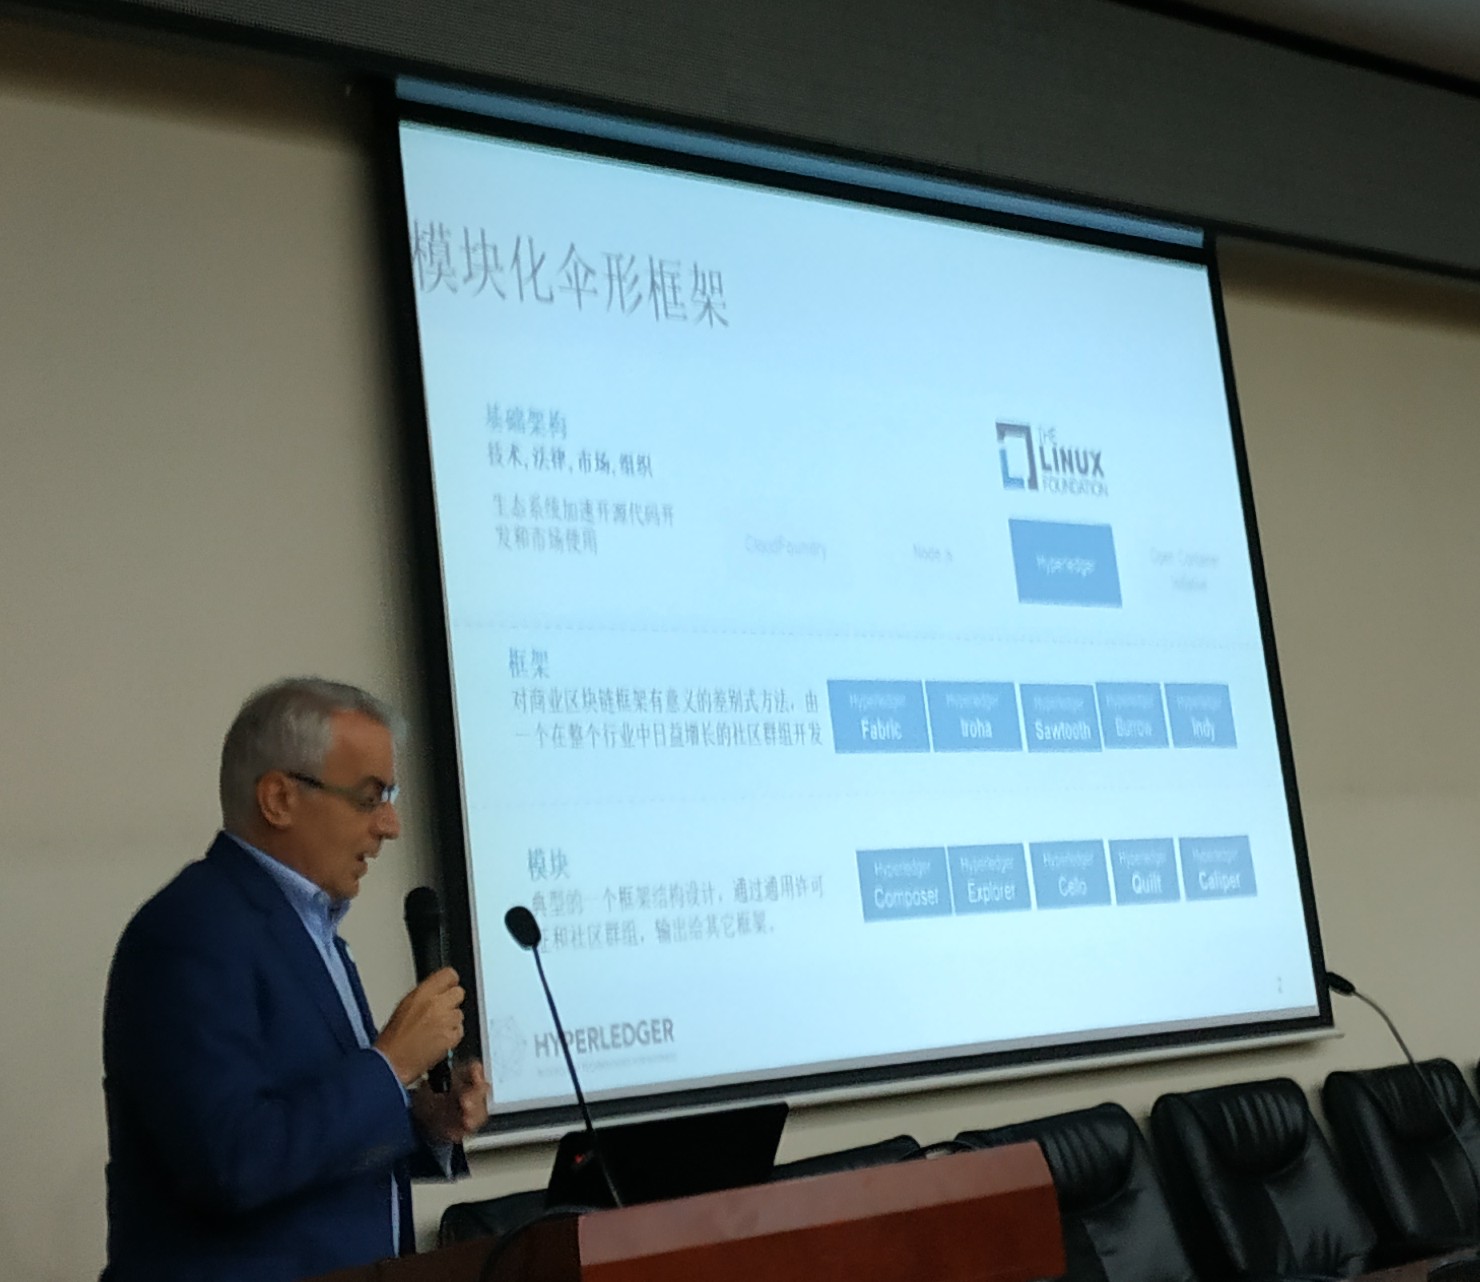 模块化伞形框架
基础架构
技术, 法律, 市场, 组织
THE
LINUX
FOUNDATION
生态系统加速开源代码开
发和市场使用
CloudFoundry
Node.js
Hyperledger
Open Container
Initiative
框架
对商业区块链框架有意义的差别式方法，由
一个在整个行业中日益增长的社区群组开发
Hyperledger
Fabric
Hyperledger
Iroha
Hyperledger
Sawtooth
Hyperledger
Burrow
Hyperledger
Indy
模块
典型的一个框架结构设计，通过通用许可
和社区群组，输出给其它框架。
Hyperledger
Composer
Hyperledger
Explorer
Hyperledger
Cello
Hyperledger
Quilt
Hyperledger
Caliper
2
HYPERLEDGER